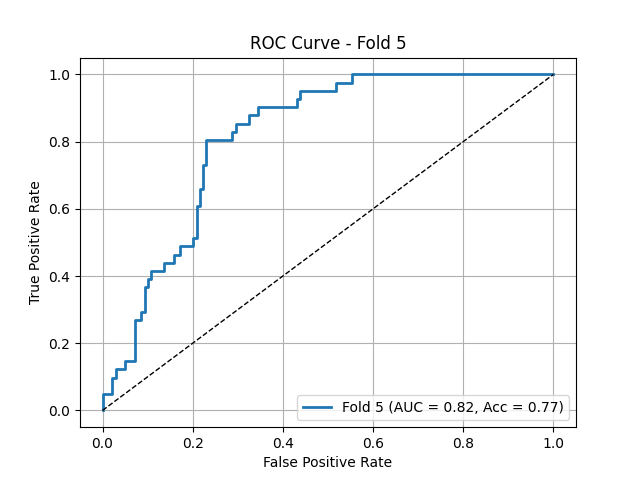 ROC Curve - Fold 5
True Positive Rate
1.0
0.8
0.6
0.4
0.2
0.0
Fold 5 (AUC = 0.82, Acc = 0.77)
0.0 0.2 0.4 0.6 0.8 1.0
False Positive Rate